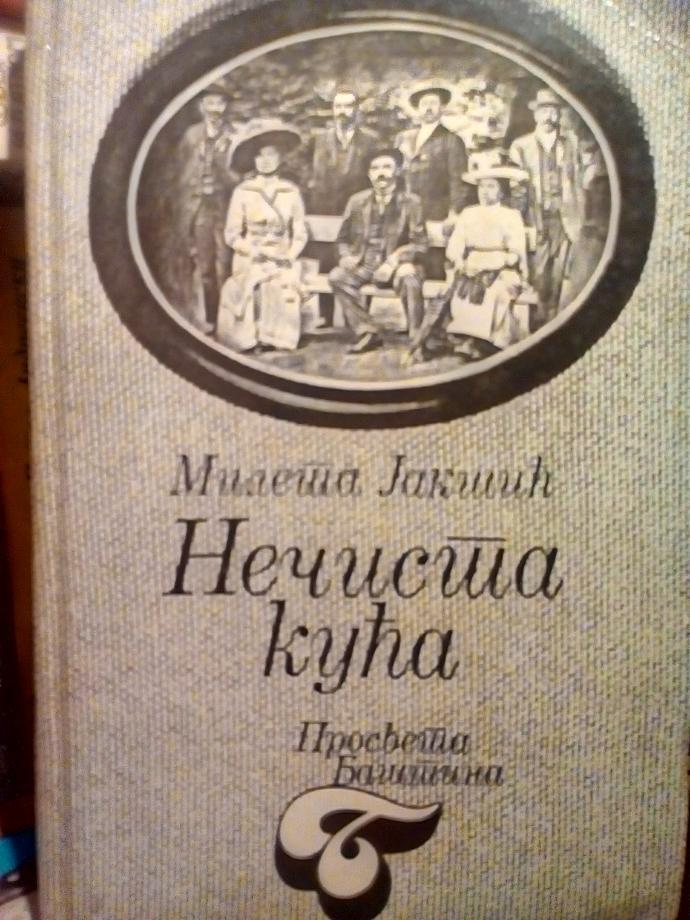 Милета Јакшић
Нечиста
кућа
Просвета
Баштина